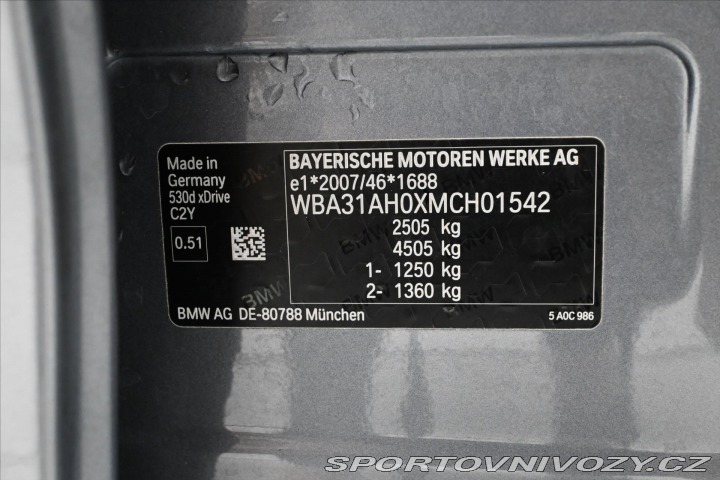 Made in
Germany
530d xDrive
C2Y
0.51
BAYERISCHE MOTOREN WERKE AG
e1*2007/46*1688
WBA31AH0XMCH01542
2505 kg
4505 kg
1- 1250 kg
2- 1360 kg
BMW AG DE-80788 München
5 A0C 986
SPORTOVNIVOZY.CZ